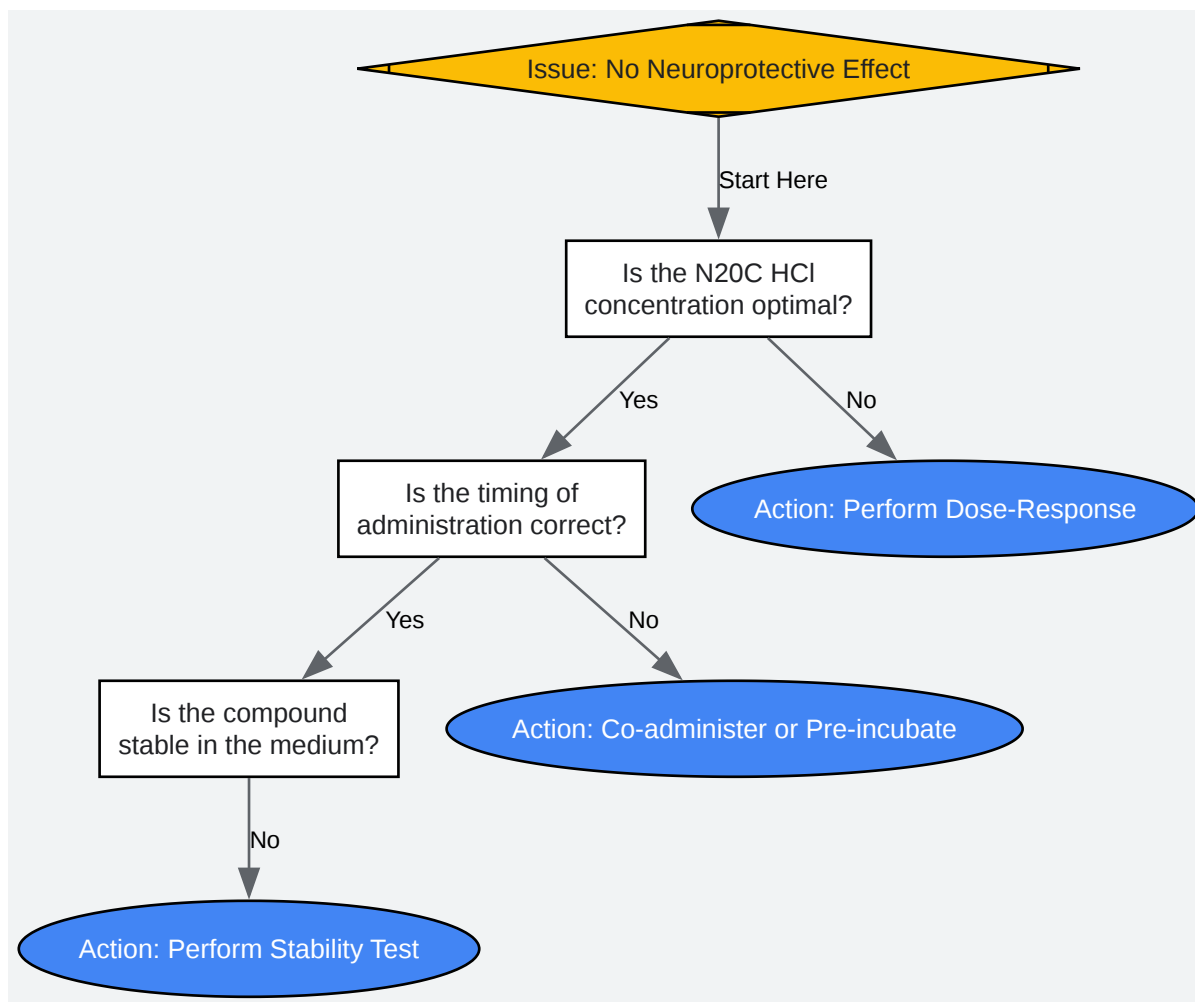 Issue: No Neuroprotective Effect
Start Here
Is the N20C HCl
concentration optimal?
Yes
No
Is the timing of
administration correct?
Action: Perform Dose-Response
Yes
No
Is the compound
stable in the medium?
Action: Co-administer or Pre-incubate
No
Action: Perform Stability Test